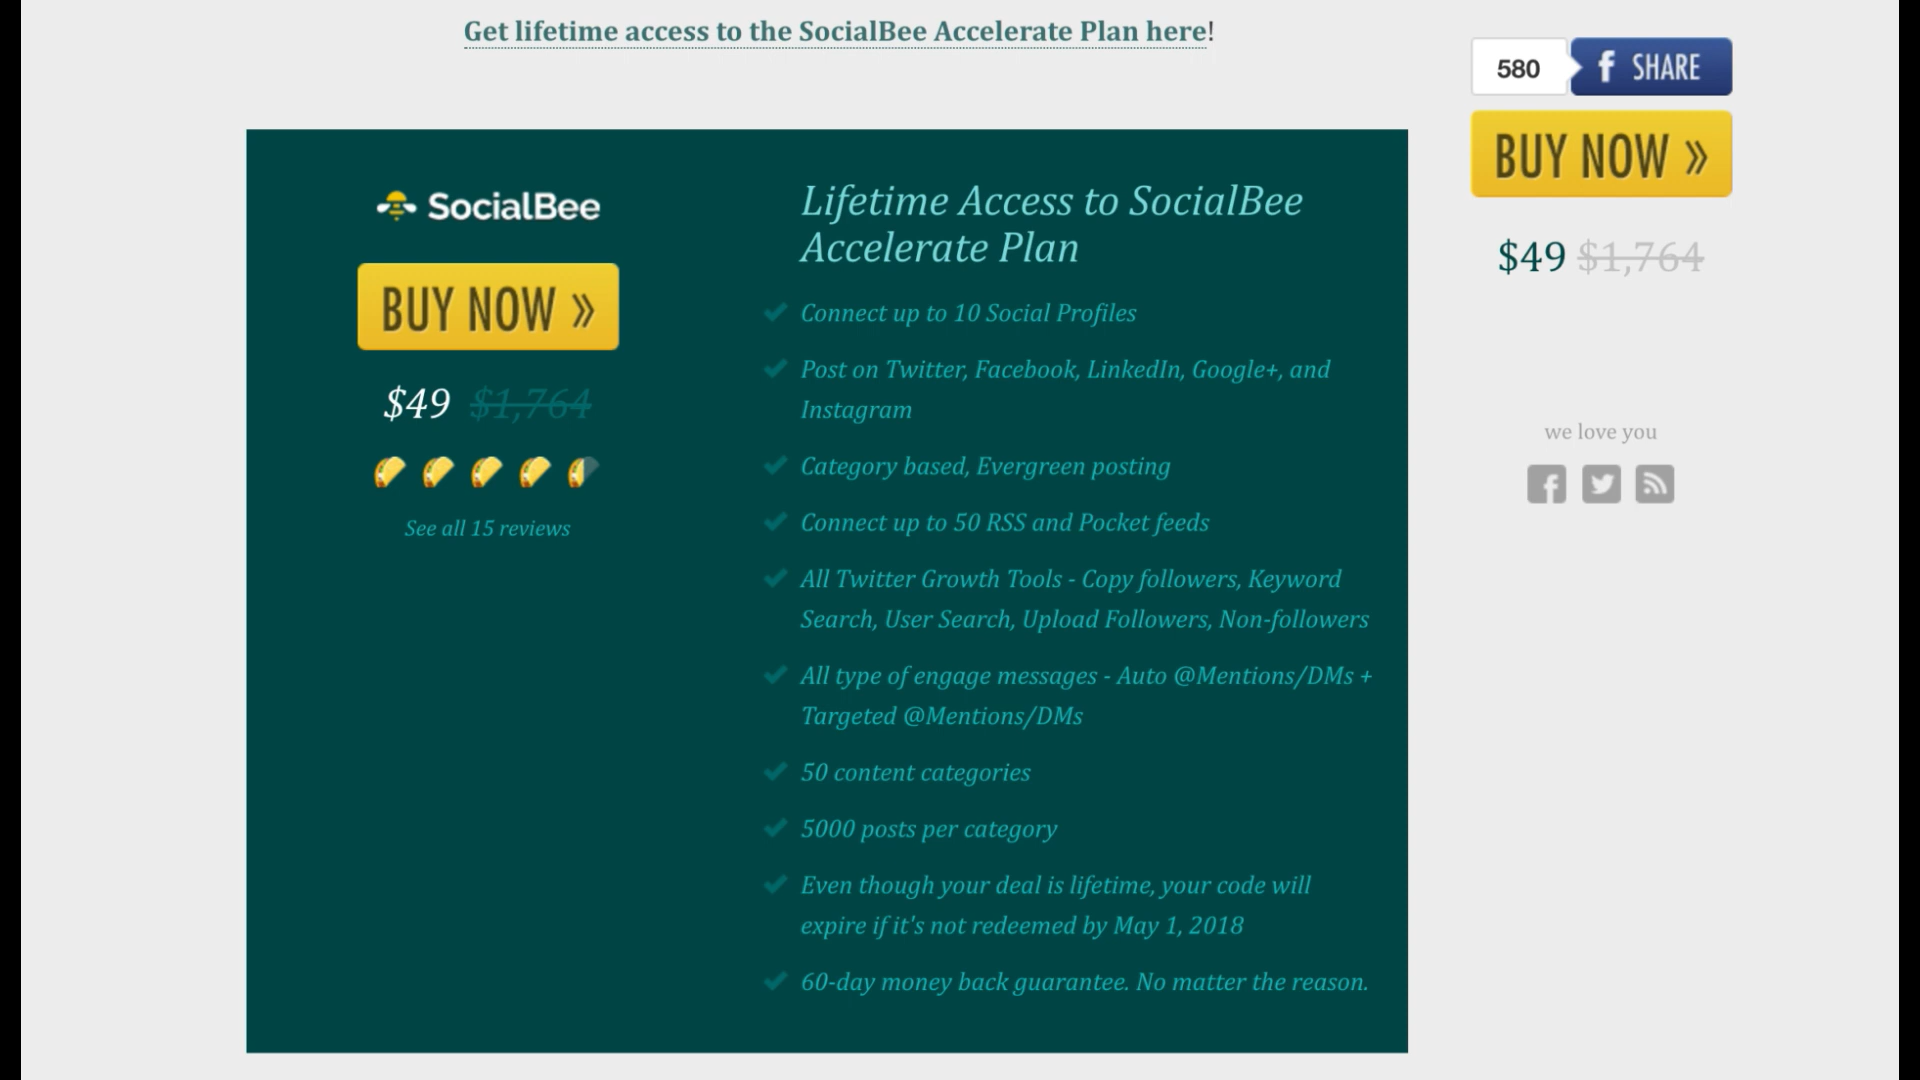 Get lifetime access to the SocialBee Accelerate Plan here!
580
f SHARE
BUY NOW »
$49 $1,764
we love you
SocialBee
BUY NOW »
$49 $1,764
See all 15 reviews
Lifetime Access to SocialBee
Accelerate Plan
Connect up to 10 Social Profiles
Post on Twitter, Facebook, LinkedIn, Google+, and
Instagram
Category based, Evergreen posting
Connect up to 50 RSS and Pocket feeds
All Twitter Growth Tools - Copy followers, Keyword
Search, User Search, Upload Followers, Non-followers
All type of engage messages - Auto @Mentions/DMs +
Targeted @Mentions/DMs
50 content categories
5000 posts per category
Even though your deal is lifetime, your code will
expire if it's not redeemed by May 1, 2018
60-day money back guarantee. No matter the reason.